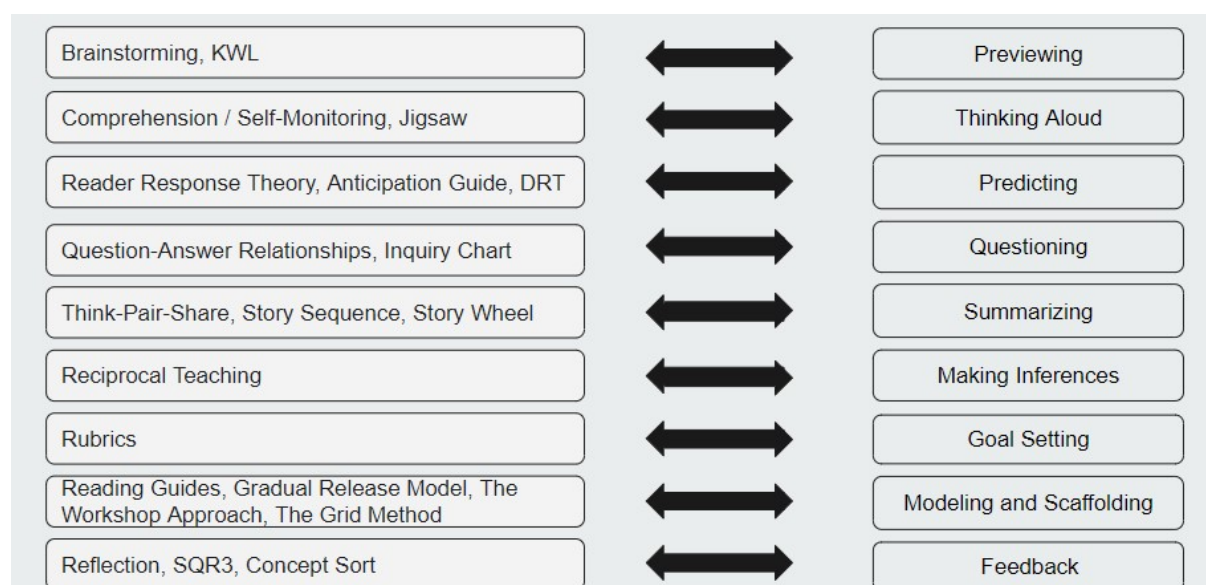 Brainstorming, KWL
Previewing
Comprehension / Self-Monitoring, Jigsaw
Thinking Aloud
Reader Response Theory, Anticipation Guide, DRT
Predicting
Question-Answer Relationships, Inquiry Chart
Questioning
Think-Pair-Share, Story Sequence, Story Wheel
Summarizing
Reciprocal Teaching
Making Inferences
Rubrics
Goal Setting
Reading Guides, Gradual Release Model, The
Workshop Approach, The Grid Method
Modeling and Scaffolding
Reflection, SQR3, Concept Sort
Feedback